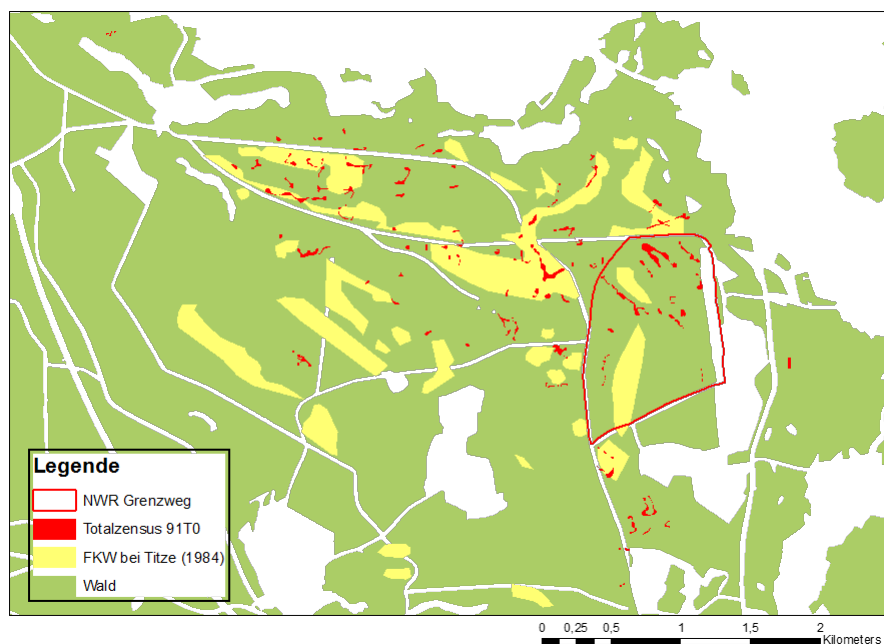 Legende
NWR Grenzweg
Totalzensus 91T0
FKW bei Titze (1984)
Wald
0 0,25 0,5 1 1,5 2
Kilometers